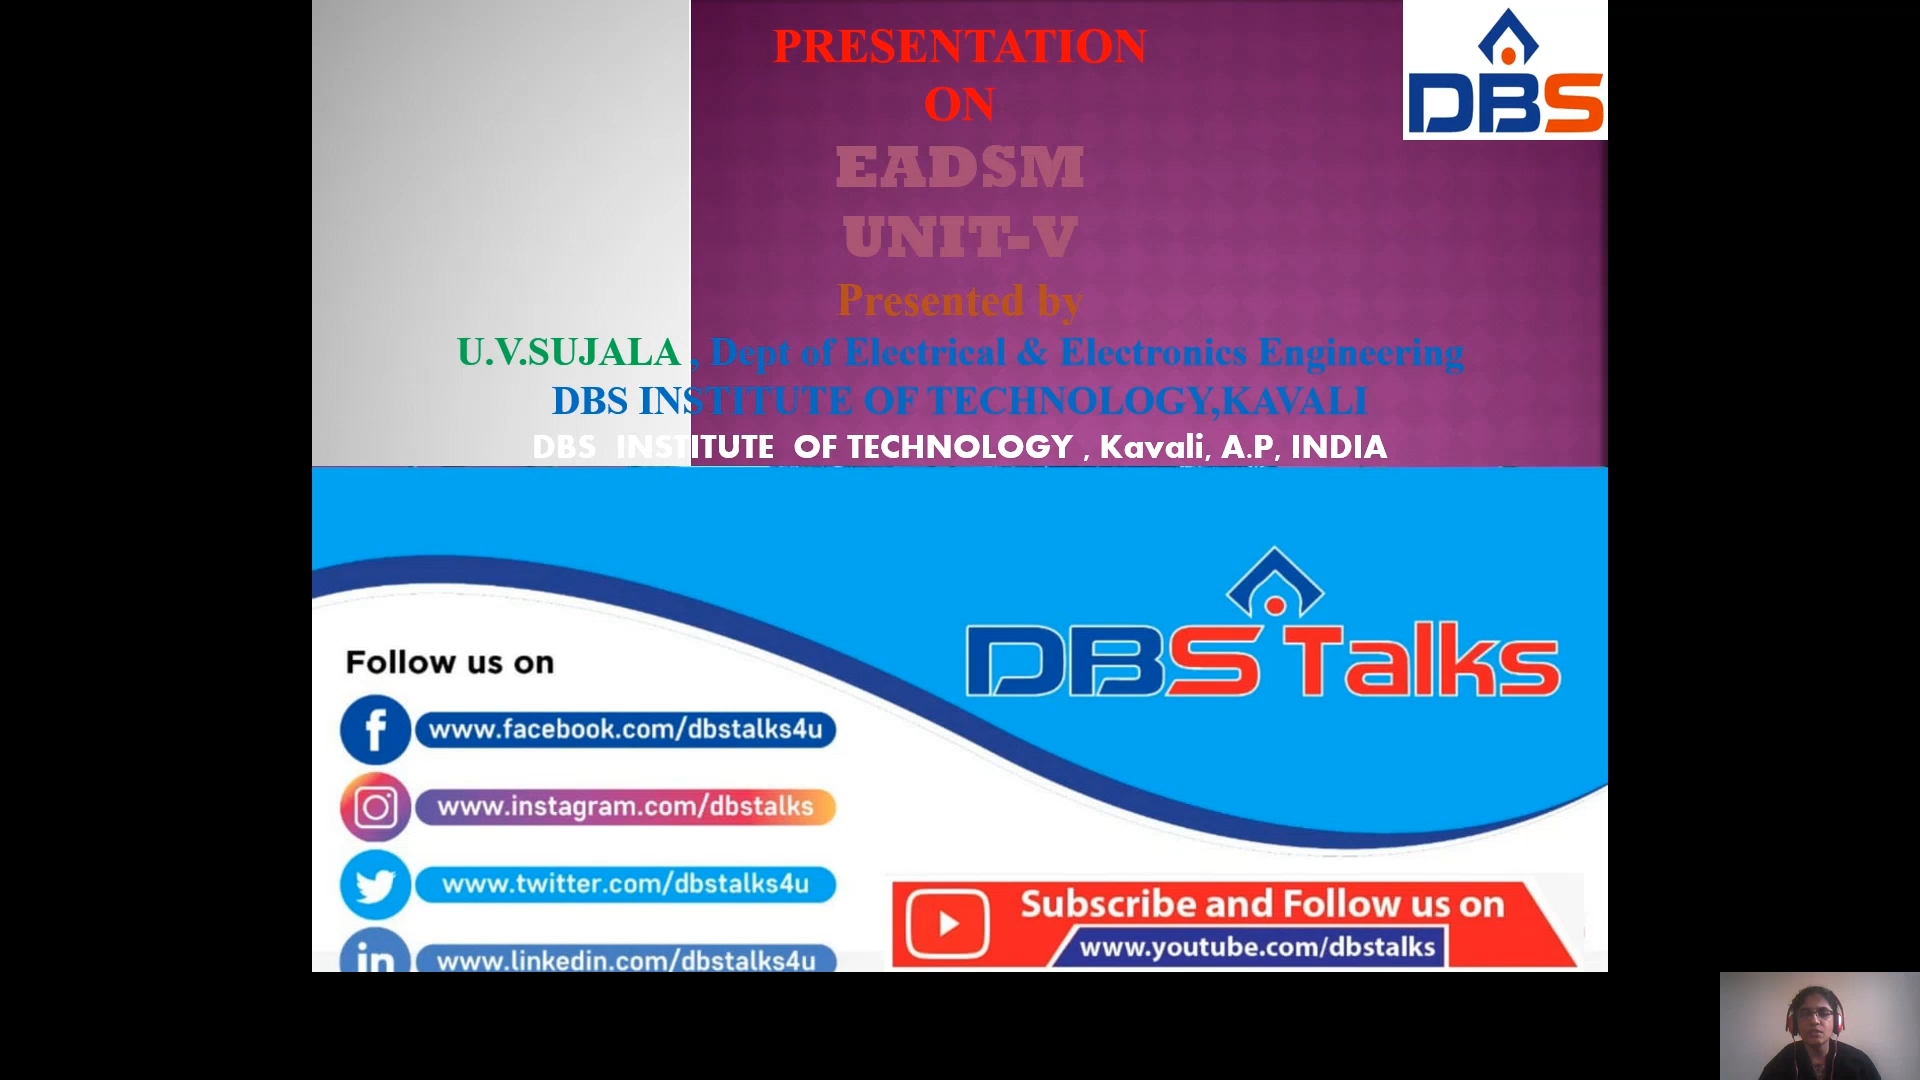 PRESENTATION
ON
DBS
EADSM
UNIT-V
Presented by
U.V.SUJALA , Dept of Electrical & Electronics Engineering
DBS INSTITUTE OF TECHNOLOGY,KAVALI
DBS INSTITUTE OF TECHNOLOGY , Kavali, A.P, INDIA
DBS Talks
Follow us on
f www.facebook.com/dbstalks4u
www.instagram.com/dbstalks
www.twitter.com/dbstalks4u
in www.linkedin.com/dbstalks4u
Subscribe and Follow us on
www.youtube.com/dbstalks